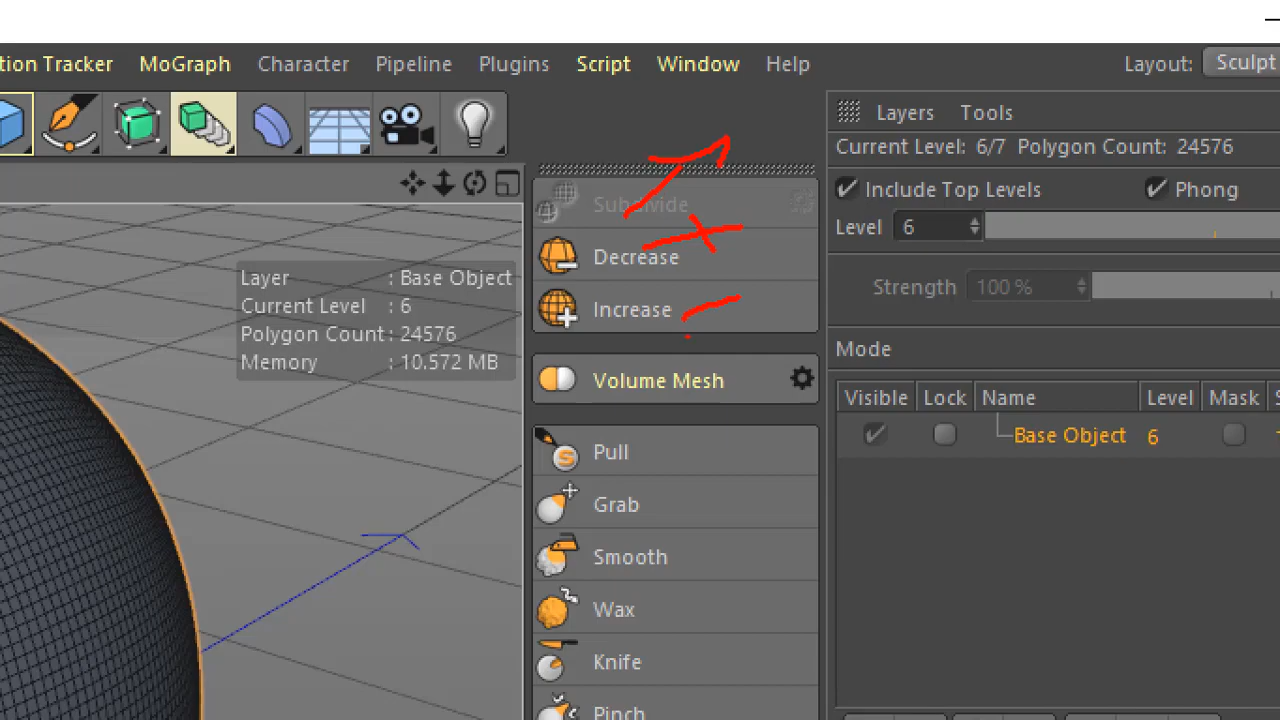 tion Tracker MoGraph Character Pipeline Plugins Script Window Help Layout: Sculpt
Layers Tools
Current Level: 6/7 Polygon Count: 24576
Include Top Levels Phong
Level 6
Strength 100 %
Mode
Visible Lock Name Level Mask S
Base Object 6
Layer : Base Object
Current Level : 6
Polygon Count : 24576
Memory : 10.572 MB
Subdivide
Decrease
Increase
Volume Mesh
Pull
Grab
Smooth
Wax
Knife
Pinch